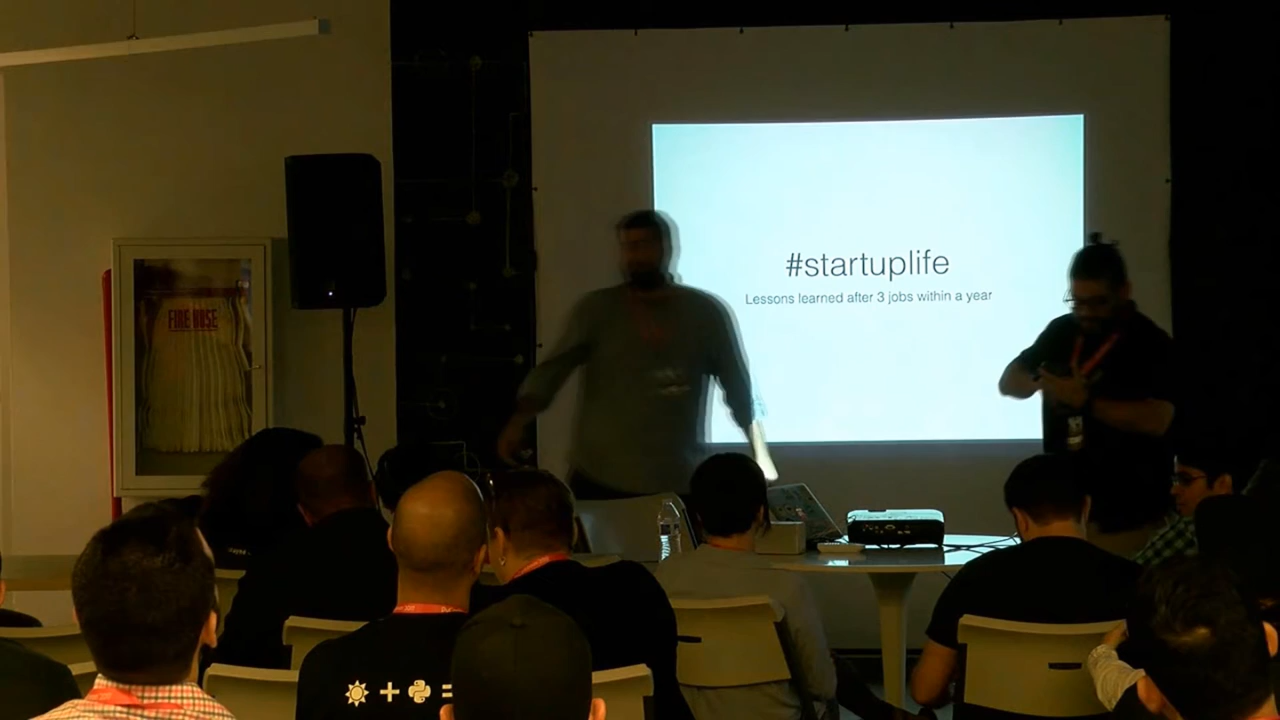 #startuplife
Lessons learned after 3 jobs within a year
FIRE HOSE
+ =